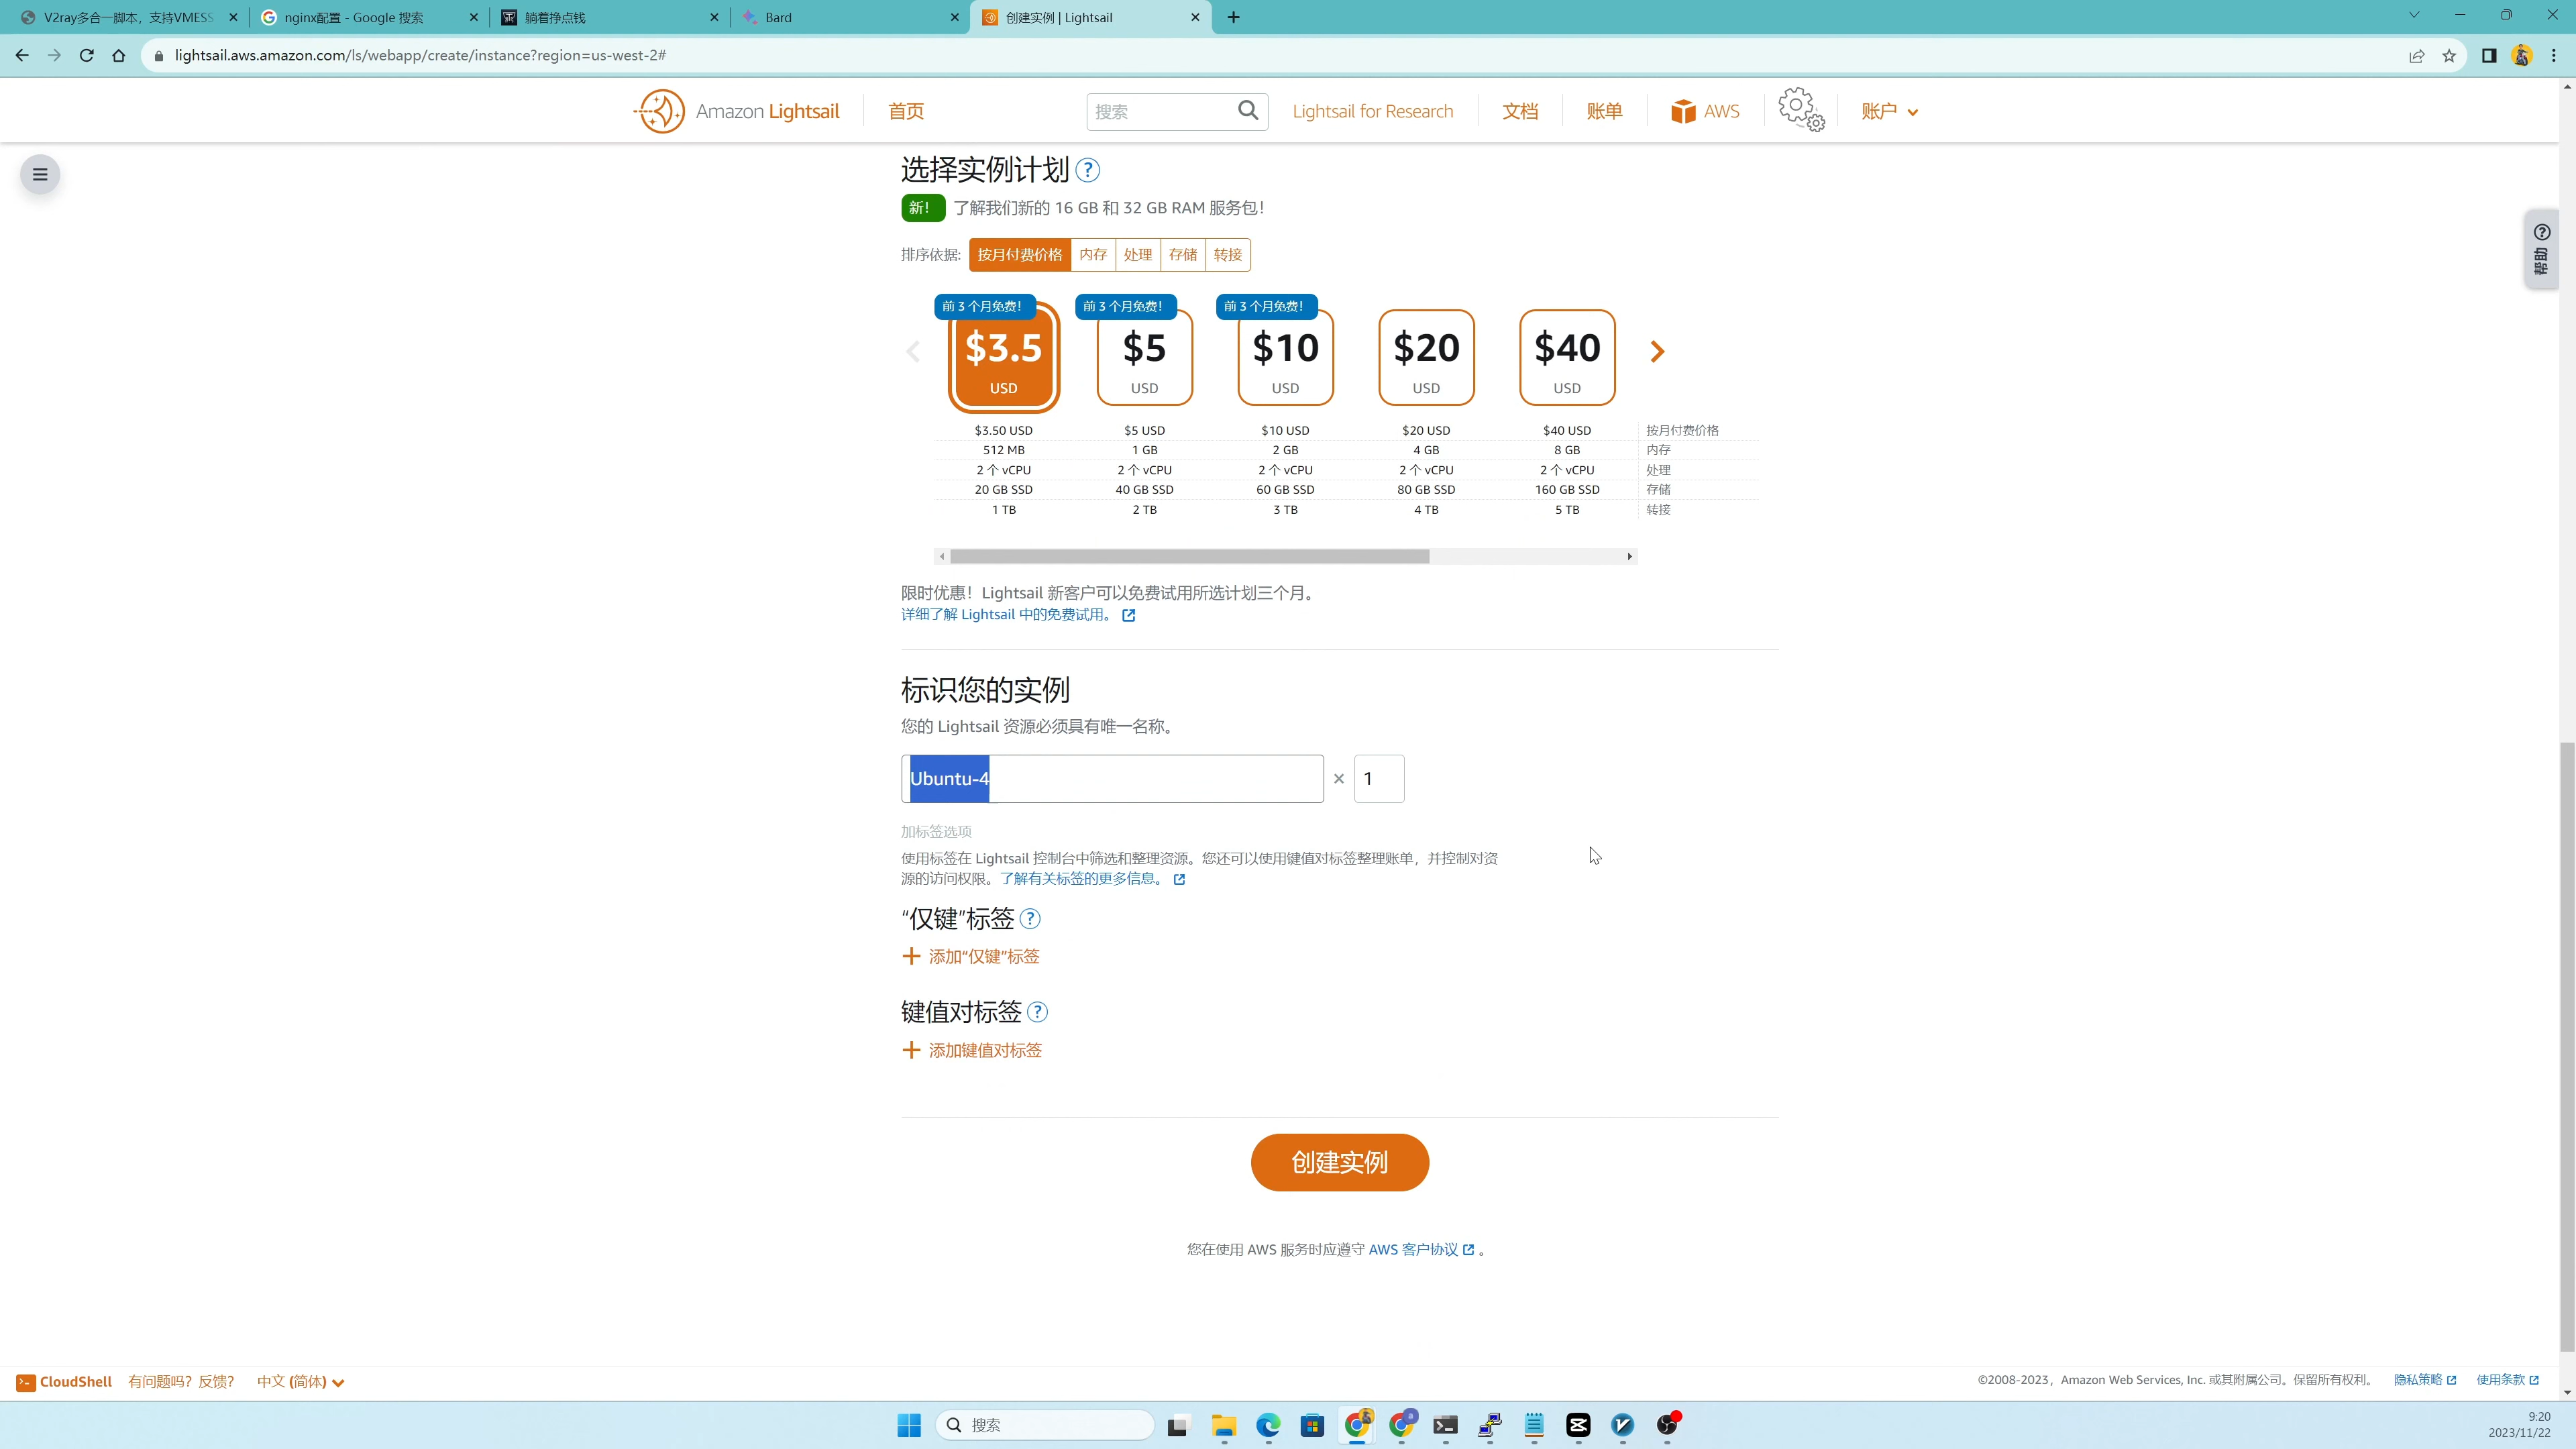 V2ray多合一脚本，支持VMESS
nginx配置 - Google 搜索
躺着挣点钱
Bard
创建实例 | Lightsail
lightsail.aws.amazon.com/ls/webapp/create/instance?region=us-west-2#
Amazon Lightsail
首页
搜索
Lightsail for Research
文档
账单
AWS
账户
选择实例计划 ?
新！ 了解我们新的 16 GB 和 32 GB RAM 服务包！
排序依据: 按月付费价格 内存 处理 存储 转接
帮助
前 3 个月免费！ 前 3 个月免费！ 前 3 个月免费！
$3.5 $5 $10 $20 $40
USD USD USD USD USD
$3.50 USD $5 USD $10 USD $20 USD $40 USD 按月付费价格
512 MB 1 GB 2 GB 4 GB 8 GB 内存
2 个 vCPU 2 个 vCPU 2 个 vCPU 2 个 vCPU 2 个 vCPU 处理
20 GB SSD 40 GB SSD 60 GB SSD 80 GB SSD 160 GB SSD 存储
1 TB 2 TB 3 TB 4 TB 5 TB 转接
限时优惠！Lightsail 新客户可以免费试用所选计划三个月。
详细了解 Lightsail 中的免费试用。
标识您的实例
您的 Lightsail 资源必须具有唯一名称。
Ubuntu-4 × 1
加标签选项
使用标签在 Lightsail 控制台中筛选和整理资源。您还可以使用键值对标签整理账单，并控制对资
源的访问权限。了解有关标签的更多信息。
“仅键”标签 ?
+ 添加“仅键”标签
键值对标签 ?
+ 添加键值对标签
创建实例
您在使用 AWS 服务时应遵守 AWS 客户协议 。
CloudShell 有问题吗？反馈？ 中文 (简体)
©2008-2023，Amazon Web Services, Inc. 或其附属公司。保留所有权利。 隐私策略 使用条款
搜索
9:20
2023/11/22